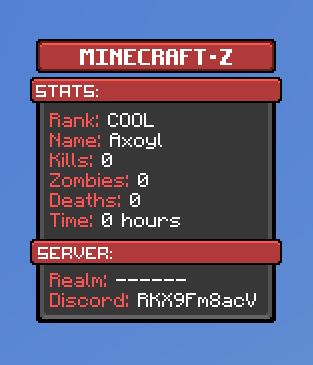 MINECRAFT-Z
STATS:
Rank: COOL
Name: Axoyl
Kills: 0
Zombies: 0
Deaths: 0
Time: 0 hours
SERVER:
Realm: ------
Discord: RKX9Fm8acV